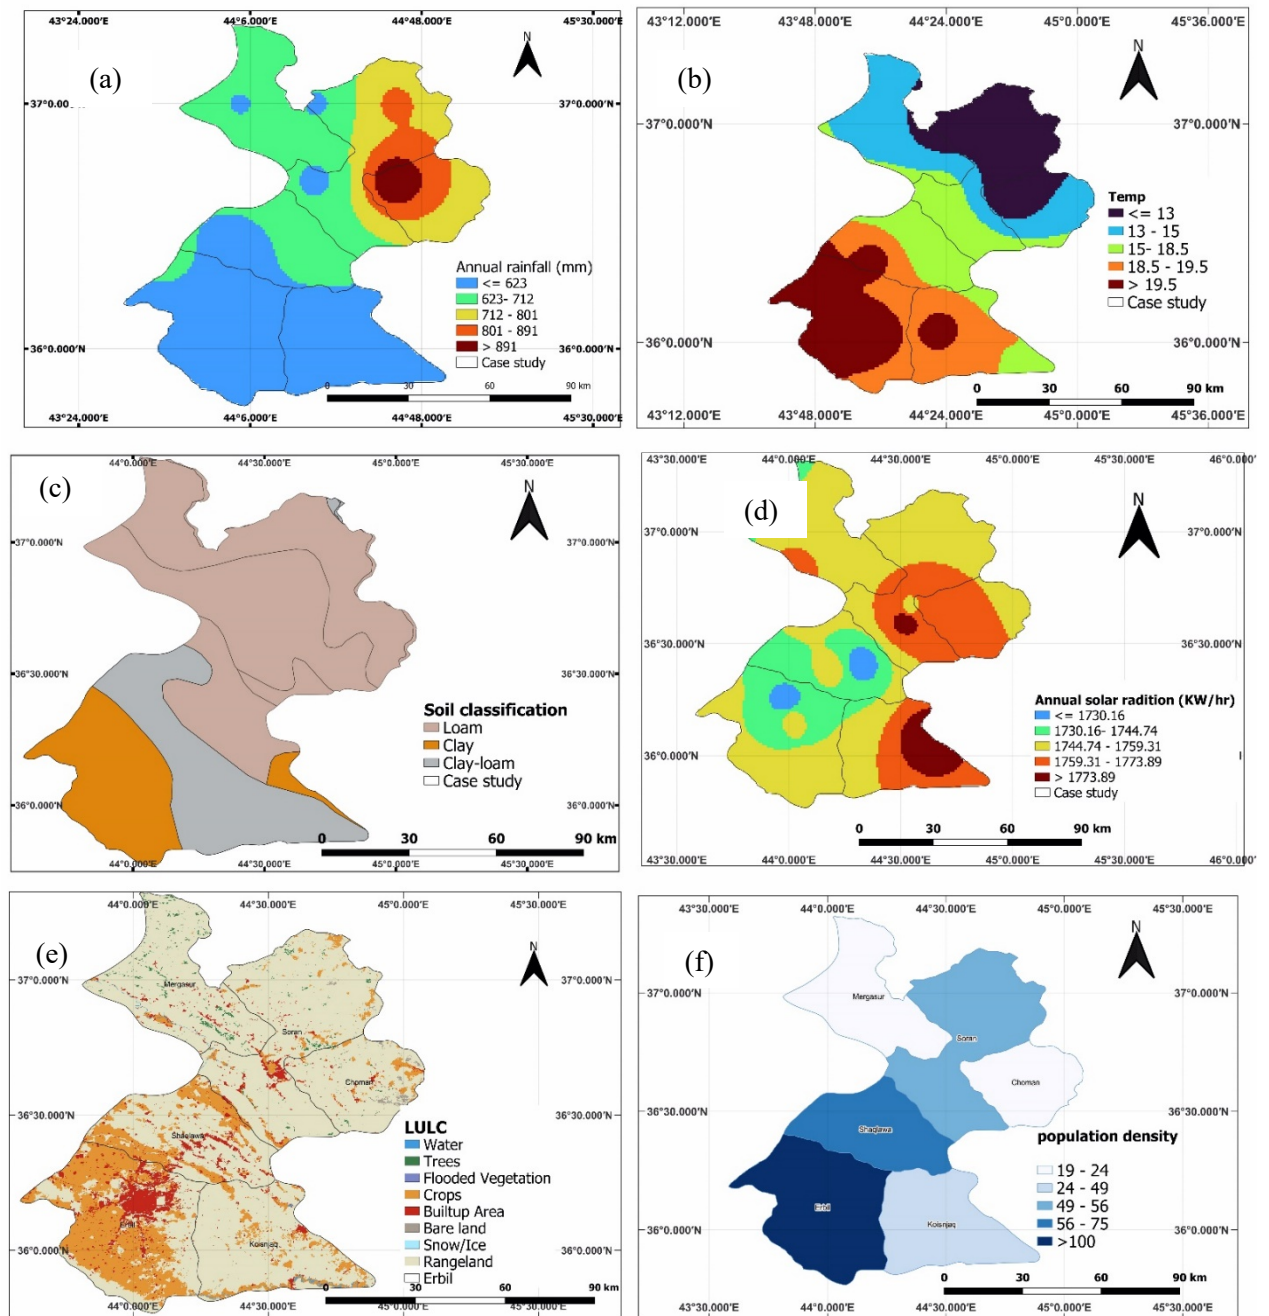 43°24.000'E 44°6.000'E 44°48.000'E 45°30.000'E
(a)
N
37°0.00
37°0.000'N
36°0.000'N
36°0.000'N
Annual rainfall (mm)
<= 623
623- 712
712 - 801
801 - 891
> 891
Case study
0 30 60 90 km
43°24.000'E 44°6.000'E 44°48.000'E 45°30.000'E
43°12.000'E 43°48.000'E 44°24.000'E 45°0.000'E 45°36.000'E
(b)
N
37°0.000'N
37°0.000'N
36°0.000'N
36°0.000'N
Temp
<= 13
13 - 15
15- 18.5
18.5 - 19.5
> 19.5
Case study
0 30 60 90 km
43°12.000'E 43°48.000'E 44°24.000'E 45°0.000'E 45°36.000'E
44°0.000'E 44°30.000'E 45°0.000'E 45°30.000'E
(c)
N
37°0.000'N
37°0.000'N
36°30.000'N
36°30.000'N
36°0.000'N
36°0.000'N
Soil classification
Loam
Clay
Clay-loam
Case study
0 30 60 90 km
44°0.000'E 44°30.000'E 45°0.000'E 45°30.000'E
43°30.000'E 44°0.000'E 44°30.000'E 45°0.000'E 45°30.000'E 46°0.000'
(d)
N
37°0.000'N
36°30.000'N
36°0.000'N
Annual solar radition (KW/hr)
<= 1730.16
1730.16- 1744.74
1744.74 - 1759.31
1759.31 - 1773.89
> 1773.89
Case study
0 30 60 90 km
43°30.000'E 44°0.000'E 44°30.000'E 45°0.000'E 45°30.000'E 46°0.000'
44°0.000'E 44°30.000'E 45°0.000'E 45°30.000'E
(e)
N
37°0.000'N
37°0.000'N
36°30.000'N
36°30.000'N
36°0.000'N
36°0.000'N
Mergasur
Soran
Choman
Shaqlawa
Erbil
Koisnjaq
LULC
Water
Trees
Flooded Vegetation
Crops
Builtup Area
Bare land
Snow/Ice
Rangeland
Erbil
0 30 60 90 km
44°0.000'E 44°30.000'E 45°0.000'E 45°30.000'E
43°30.000'E 44°0.000'E 44°30.000'E 45°0.000'E 45°30.000'E
(f)
N
37°0.000'N
37°0.000'N
36°30.000'N
36°30.000'N
36°0.000'N
36°0.000'N
Mergasur
Soran
Choman
Shaqlawa
Erbil
Koisnjaq
population density
19 - 24
24 - 49
49 - 56
56 - 75
>100
0 30 60 90 km
43°30.000'E 44°0.000'E 44°30.000'E 45°0.000'E 45°30.000'E